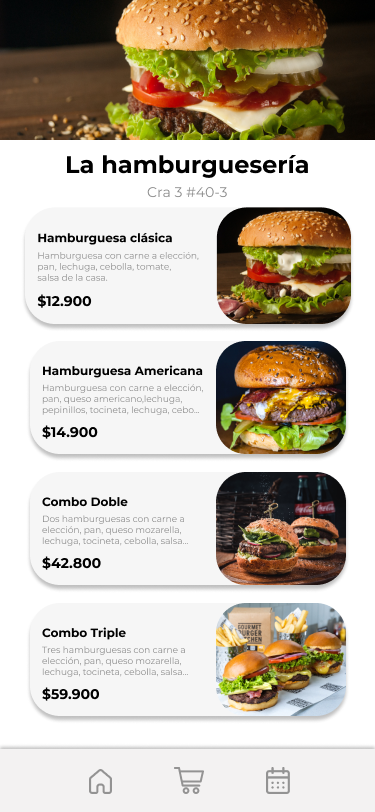 La hamburguesería
Cra 3 #40-3
Hamburguesa clásica
Hamburguesa con carne a elección,
pan, lechuga, cebolla, tomate,
salsa de la casa.
$12.900
Hamburguesa Americana
Hamburguesa con carne a elección,
pan, queso americano,lechuga,
pepinillos, tocineta, lechuga, cebo...
$14.900
Combo Doble
Dos hamburguesas con carne a
elección, pan, queso mozarella,
lechuga, tocineta, cebolla, salsa...
$42.800
Combo Triple
Tres hamburguesas con carne a
elección, pan, queso mozarella,
lechuga, tocineta, cebolla, salsa...
$59.900
GOURMET
BURGER
KITCHEN